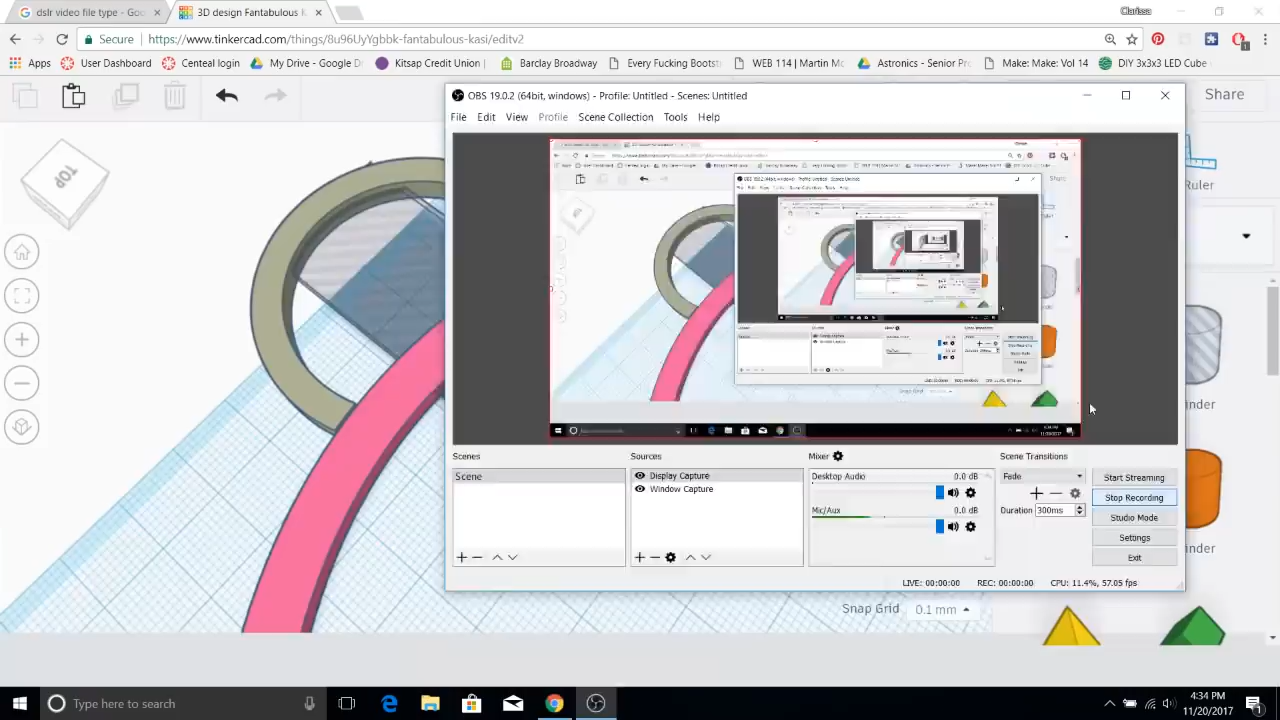 dslr video file type - Goo
3D design Fantabulous K
Clarissa
Secure
https://www.tinkercad.com/things/8u96UyYgbbk-fantabulous-kasi/editv2
1
Apps
User Dashboard
Centeal login
My Drive - Google D
Kitsap Credit Union
Barclay Broadway
Every Fucking Bootst
WEB 114 | Martin M
Astronics - Senior Pr
Make: Make: Vol 14
DIY 3x3x3 LED Cube
Share
OBS 19.0.2 (64bit, windows) - Profile: Untitled - Scenes: Untitled
File Edit View Profile Scene Collection Tools Help
Ruler
Scenes
Sources
Mixer
Scene Transitions
Scene
Display Capture
Window Capture
Desktop Audio 0.0 dB
Mic/Aux 0.0 dB
Fade
Duration 300ms
Start Streaming
Stop Recording
Studio Mode
Settings
Exit
LIVE: 00:00:00 REC: 00:00:00 CPU: 11.4%, 57.05 fps
nder
nder
Snap Grid 0.1 mm
Type here to search
4:34 PM
11/20/2017
1